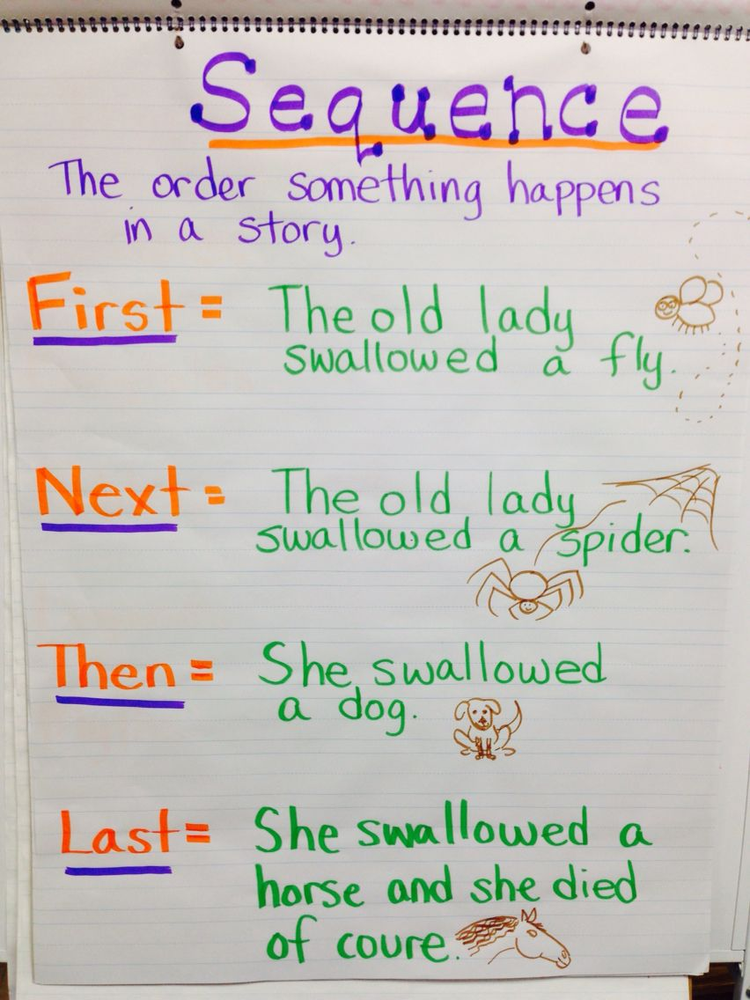 Sequence
The order something happens
in a story.
First = The old lady
swallowed a fly.
Next = The old lady
swallowed a spider.
Then = She swallowed
a dog.
Last = She swallowed a
horse and she died
of coure.